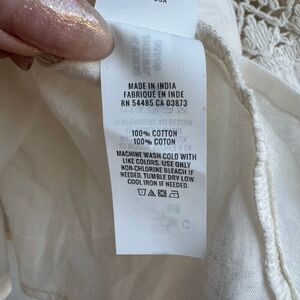 MADE IN INDIA
FABRIQUÉ EN INDE
RN 54485 CA 03873
100% COTTON
100% COTON
MACHINE WASH COLD WITH
LIKE COLORS. USE ONLY
NON-CHLORINE BLEACH IF
NEEDED. TUMBLE DRY LOW.
COOL IRON IF NEEDED.